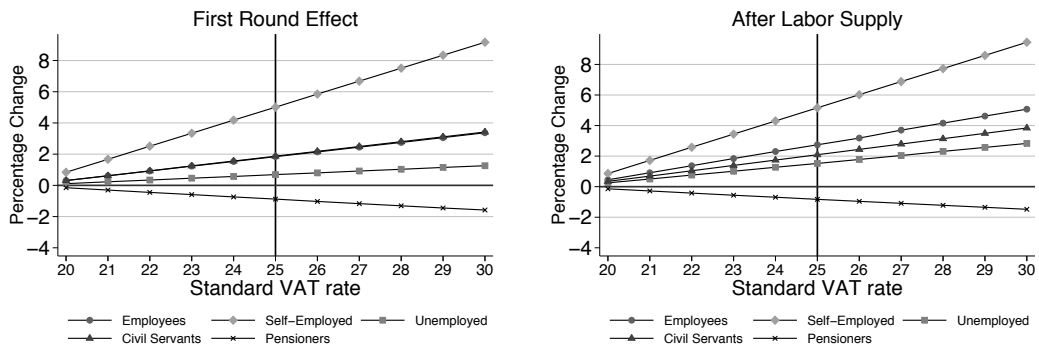 First Round Effect
Percentage Change
8
6
4
2
0
−2
−4
20 21 22 23 24 25 26 27 28 29 30
Standard VAT rate
Employees Self−Employed Unemployed
Civil Servants Pensioners
After Labor Supply
Percentage Change
8
6
4
2
0
−2
−4
20 21 22 23 24 25 26 27 28 29 30
Standard VAT rate
Employees Self−Employed Unemployed
Civil Servants Pensioners